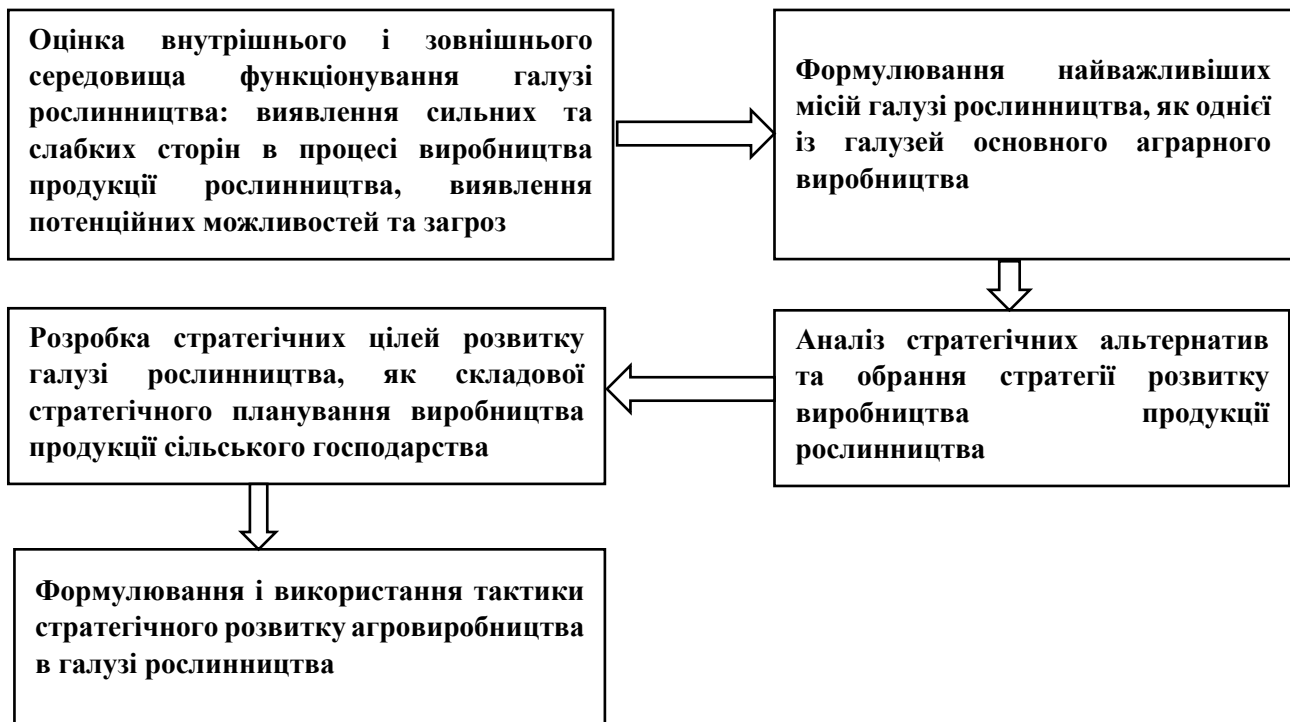 Оцінка внутрішнього і зовнішнього
середовища функціонування галузі
рослинництва: виявлення сильних та
слабких сторін в процесі виробництва
продукції рослинництва, виявлення
потенційних можливостей та загроз
Формулювання найважливіших
місій галузі рослинництва, як однієї
із галузей основного аграрного
виробництва
Аналіз стратегічних альтернатив
та обрання стратегії розвитку
виробництва продукції
рослинництва
Розробка стратегічних цілей розвитку
галузі рослинництва, як складової
стратегічного планування виробництва
продукції сільського господарства
Формулювання і використання тактики
стратегічного розвитку агровиробництва
в галузі рослинництва